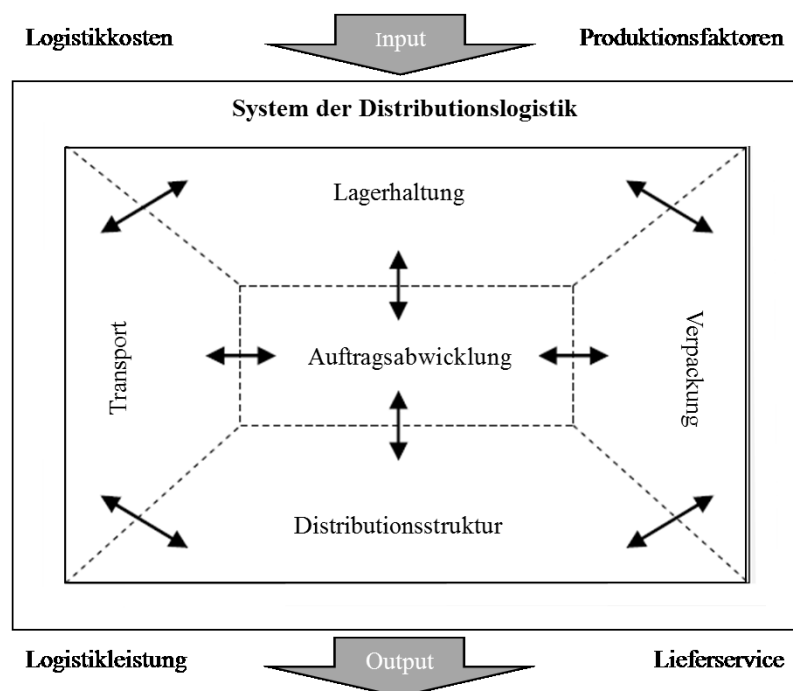 Logistikkosten
Input
Produktionsfaktoren
System der Distributionslogistik
Lagerhaltung
Transport
Auftragsabwicklung
Verpackung
Distributionsstruktur
Logistikleistung
Output
Lieferservice